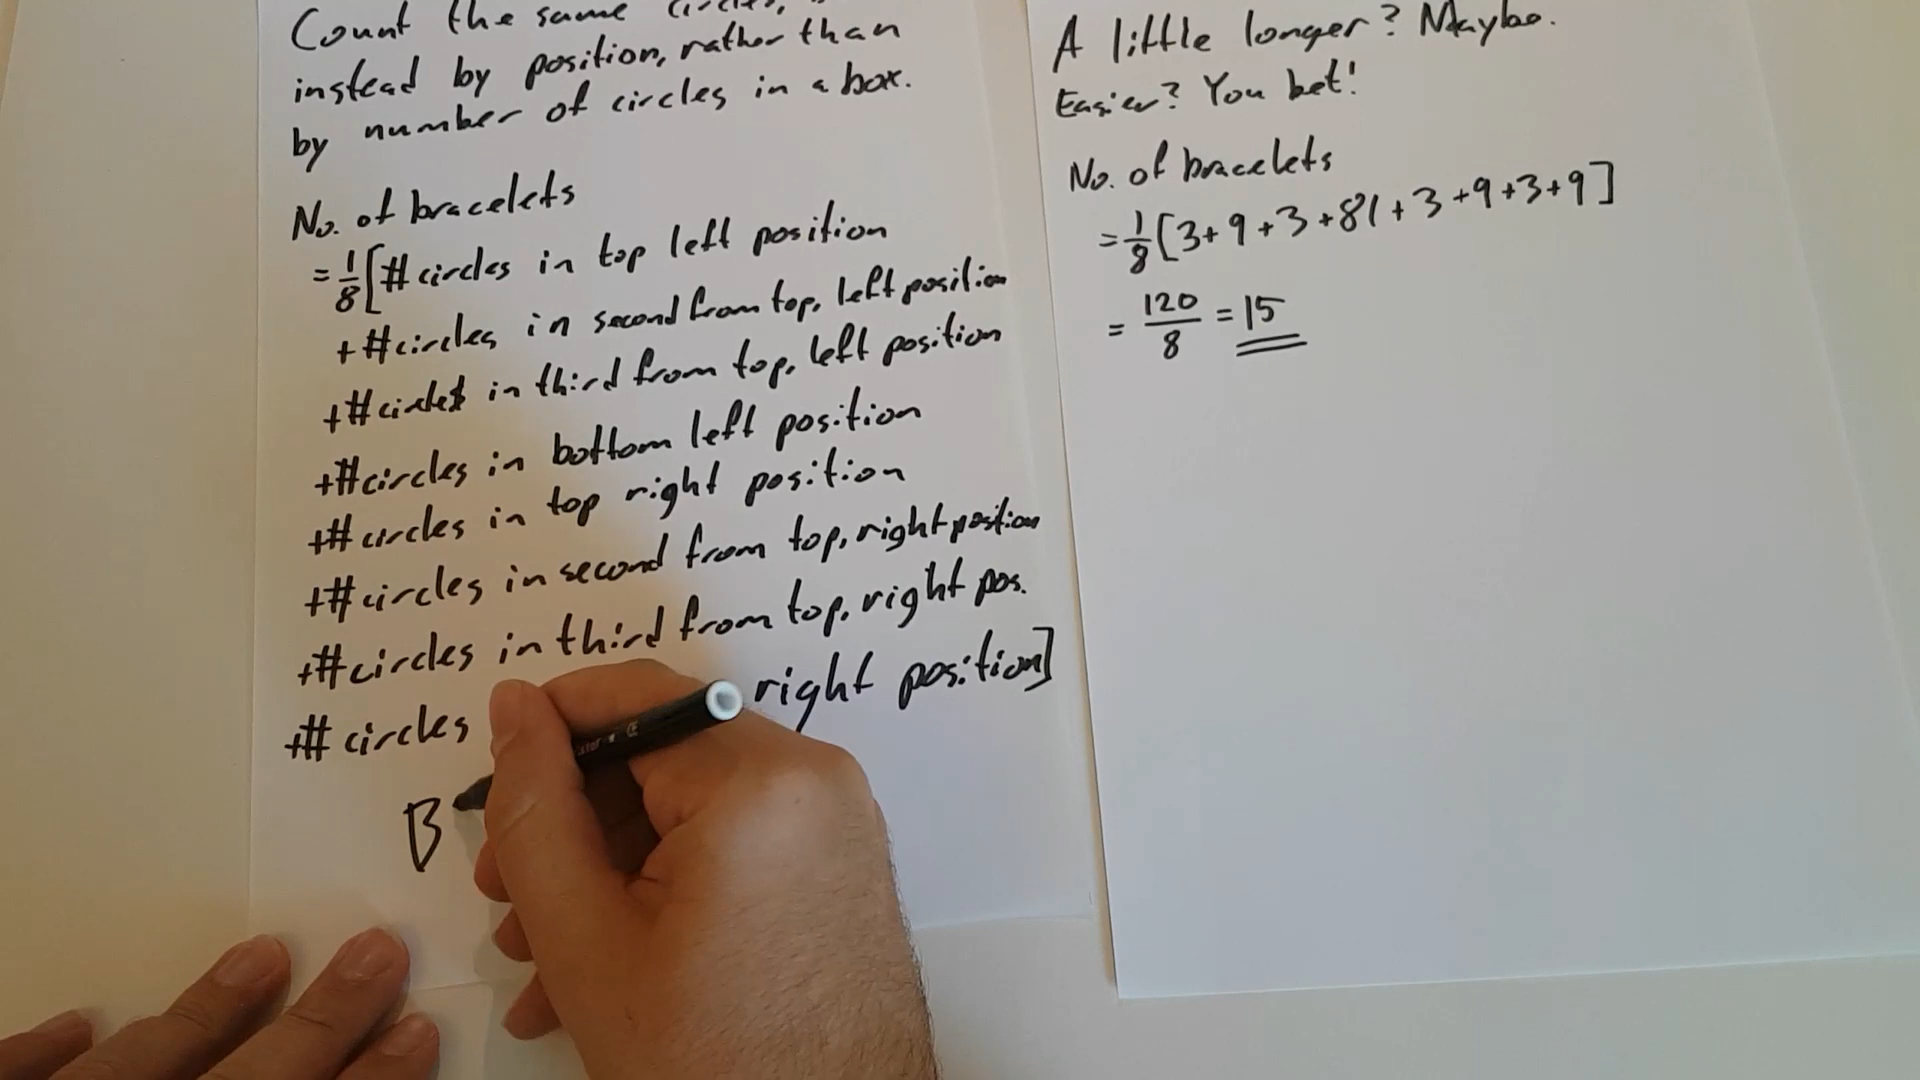 Count the same circles,
instead by position, rather than
by number of circles in a box.
No. of bracelets
= 1/8 [# circles in top left position
+ # circles in second from top, left position
+ # circles in third from top, left position
+ # circles in bottom left position
+ # circles in top right position
+ # circles in second from top, right position
+ # circles in third from top, right pos.
+ # circles right position]
B
A little longer? Maybe.
Easier? You bet!
No. of bracelets
= 1/8 [3+9+3+81+3+9+3+9]
= 120/8 = 15